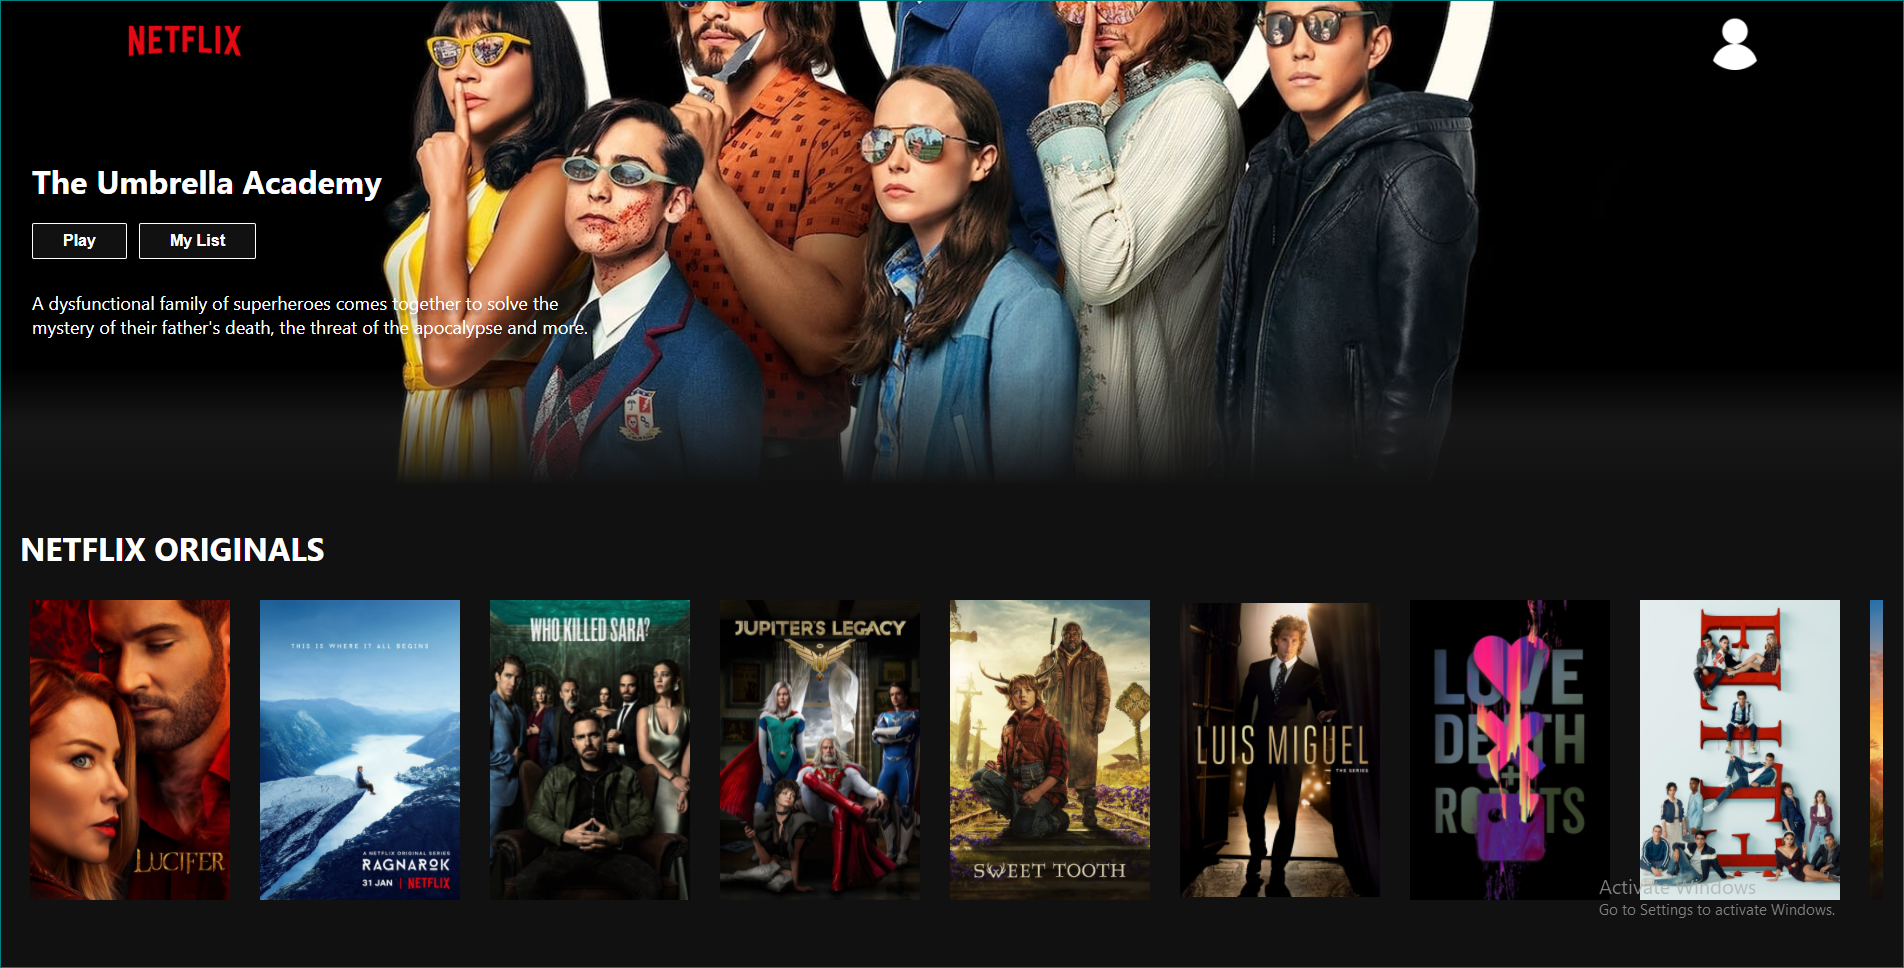 NETFLIX
The Umbrella Academy
Play
My List
A dysfunctional family of superheroes comes together to solve the
mystery of their father's death, the threat of the apocalypse and more.
NETFLIX ORIGINALS
LUCIFER
THIS IS WHERE IT ALL BEGINS
A NETFLIX ORIGINAL SERIES
RAGNARÖK
31 JAN | NETFLIX
WHO KILLED SARA?
JUPITER'S LEGACY
SWEET TOOTH
LUIS MIGUEL
THE SERIES
LOVE
DEATH
+
ROBOTS
ELITE
Activate Windows
Go to Settings to activate Windows.